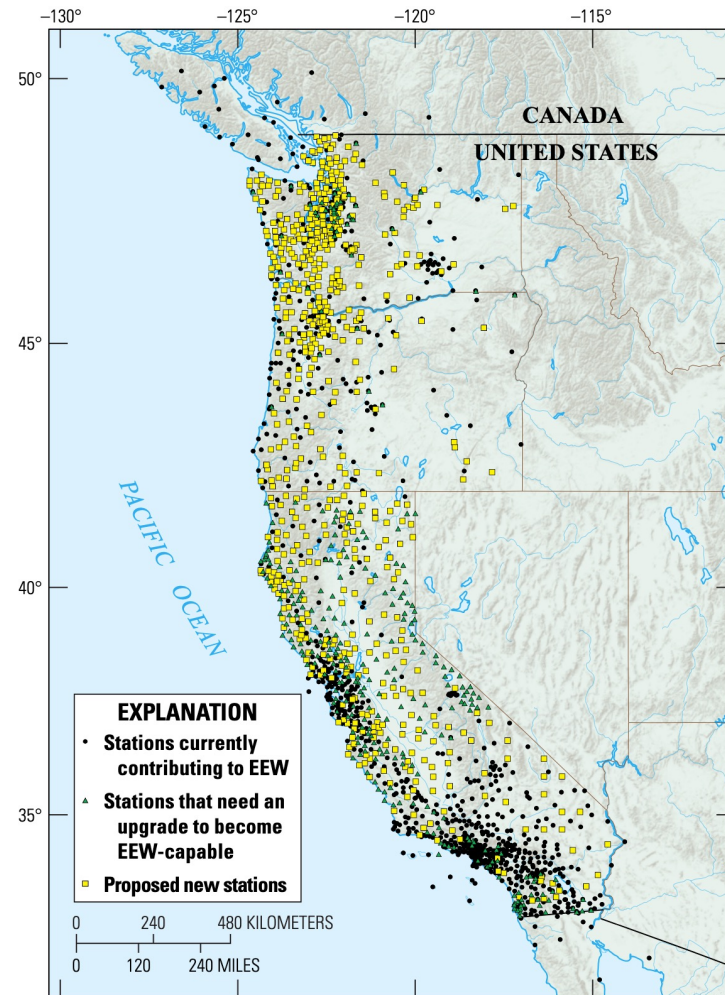 −130° −125° −120° −115°
50°
CANADA
UNITED STATES
45°
PACIFIC OCEAN
40°
EXPLANATION
Stations currently
contributing to EEW
Stations that need an
upgrade to become
EEW-capable
Proposed new stations
35°
0 240 480 KILOMETERS
0 120 240 MILES